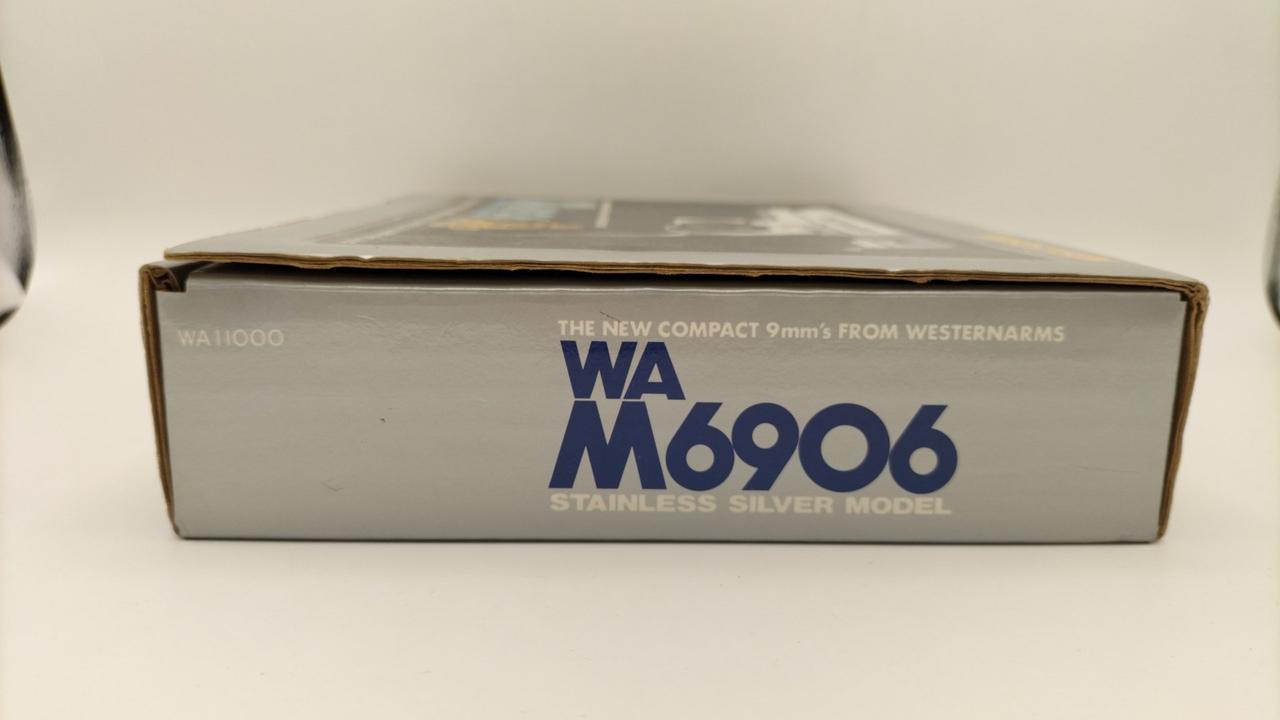 WA11000
THE NEW COMPACT 9mm's FROM WESTERNARMS
WA
M6906
STAINLESS SILVER MODEL